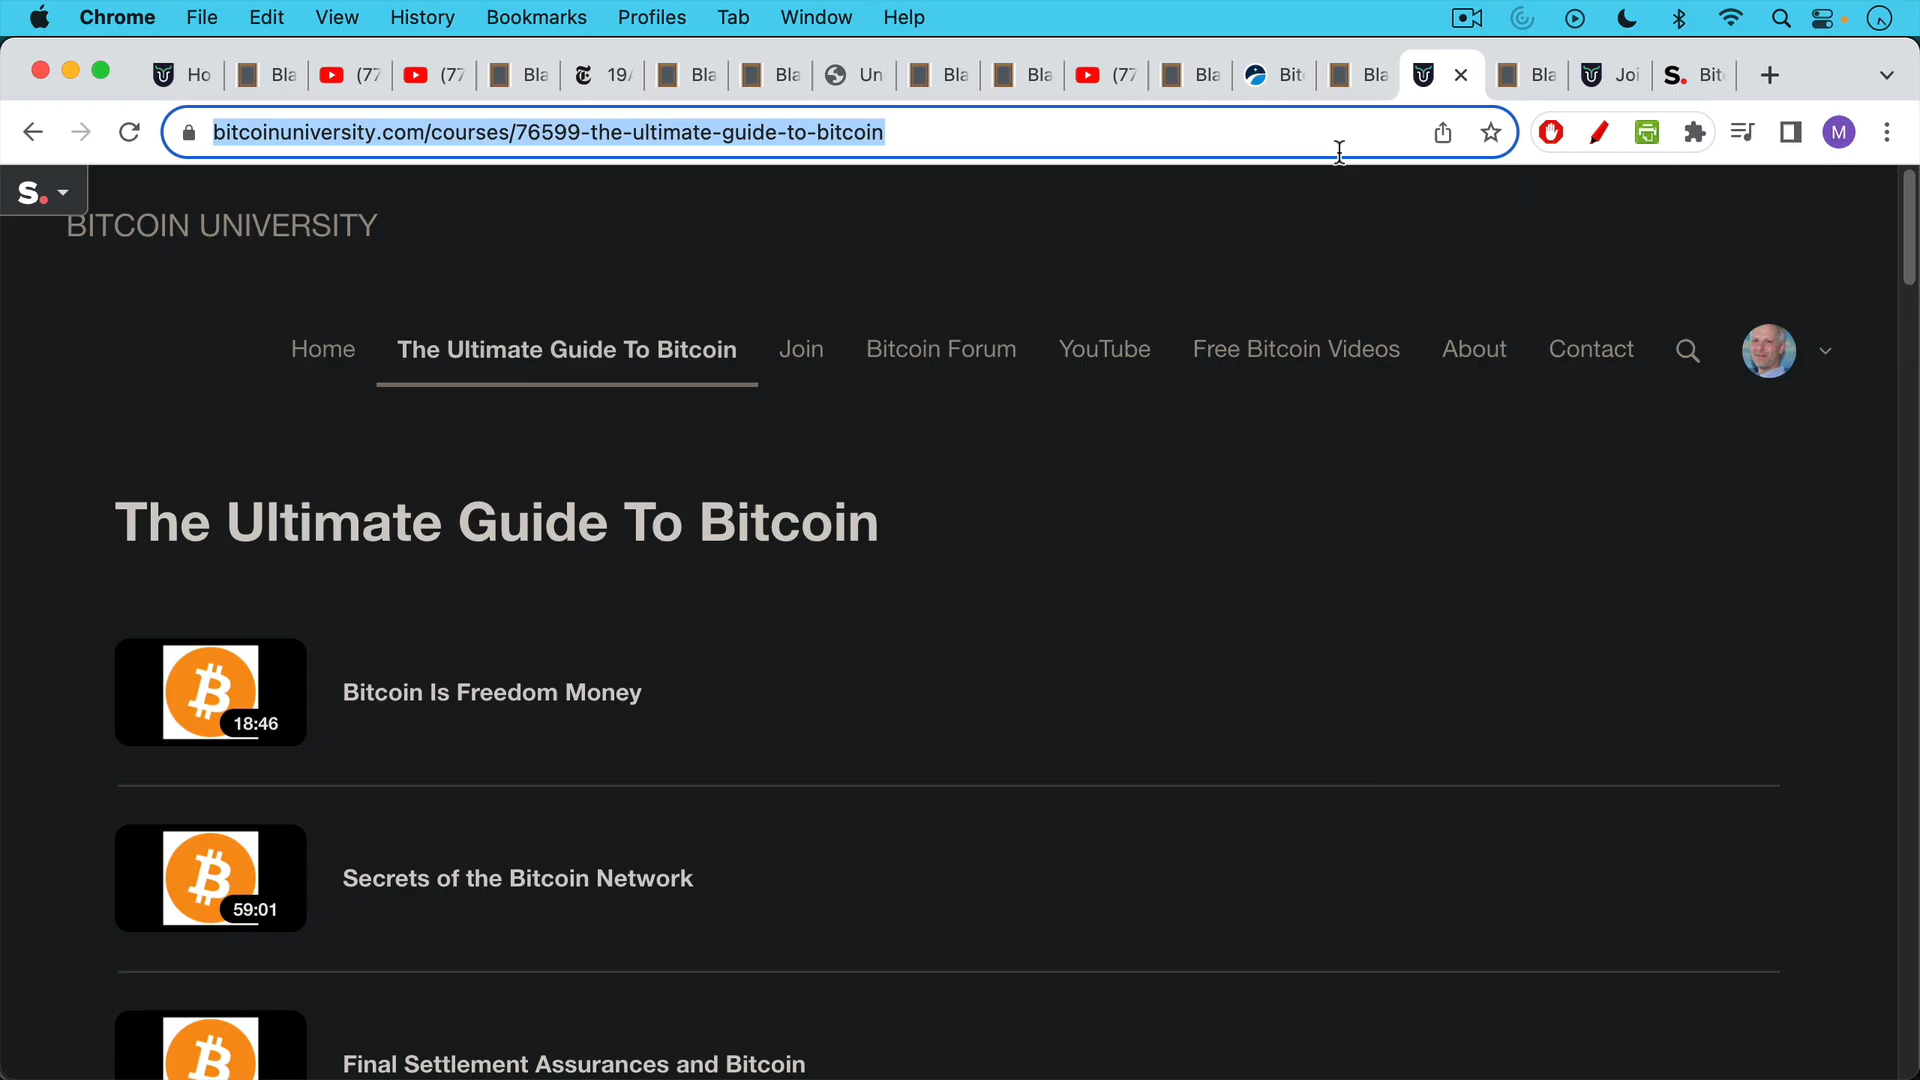 Chrome File Edit View History Bookmarks Profiles Tab Window Help
Ho Bla (77 (77 Bla 19/ Bla Bla Un Bla Bla (77 Bla Bit Bla Bla Joi S. Bit
bitcoinuniversity.com/courses/76599-the-ultimate-guide-to-bitcoin M
S.
BITCOIN UNIVERSITY
Home The Ultimate Guide To Bitcoin Join Bitcoin Forum YouTube Free Bitcoin Videos About Contact
The Ultimate Guide To Bitcoin
18:46
Bitcoin Is Freedom Money
59:01
Secrets of the Bitcoin Network
Final Settlement Assurances and Bitcoin